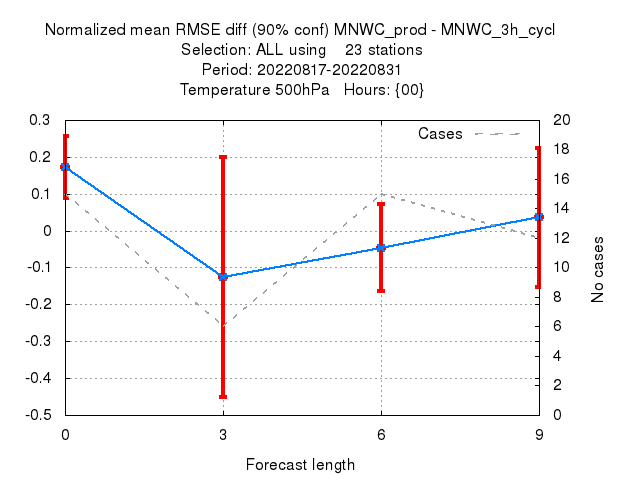 Normalized mean RMSE diff (90% conf) MNWC_prod - MNWC_3h_cycl
Selection: ALL using    23 stations
Period: 20220817-20220831
Temperature 500hPa   Hours: {00}
Cases
0.3
0.2
0.1
0
-0.1
-0.2
-0.3
-0.4
-0.5
20
18
16
14
12
10
8
6
4
2
0
No cases
0 3 6 9
Forecast length